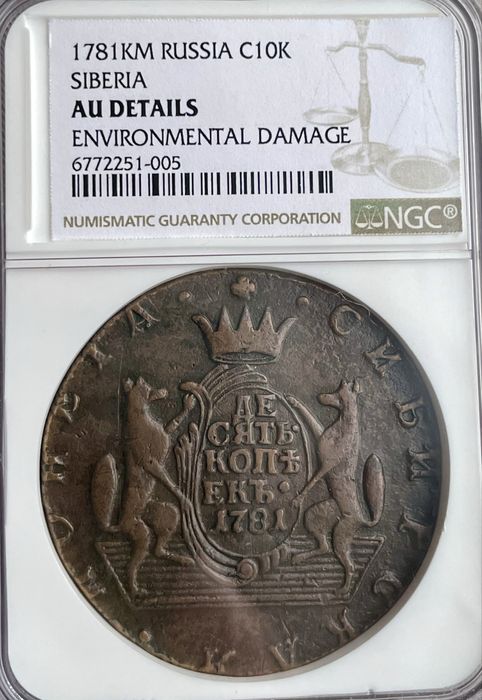 1781KM RUSSIA C10K
SIBERIA
AU DETAILS
ENVIRONMENTAL DAMAGE
6772251-005
NUMISMATIC GUARANTY CORPORATION
NGC®
СИБИРСКАЯ · МОНЕТА ·
ДЕ
СЯТЬ·
КОПѢ
ЕКЪ·
1781